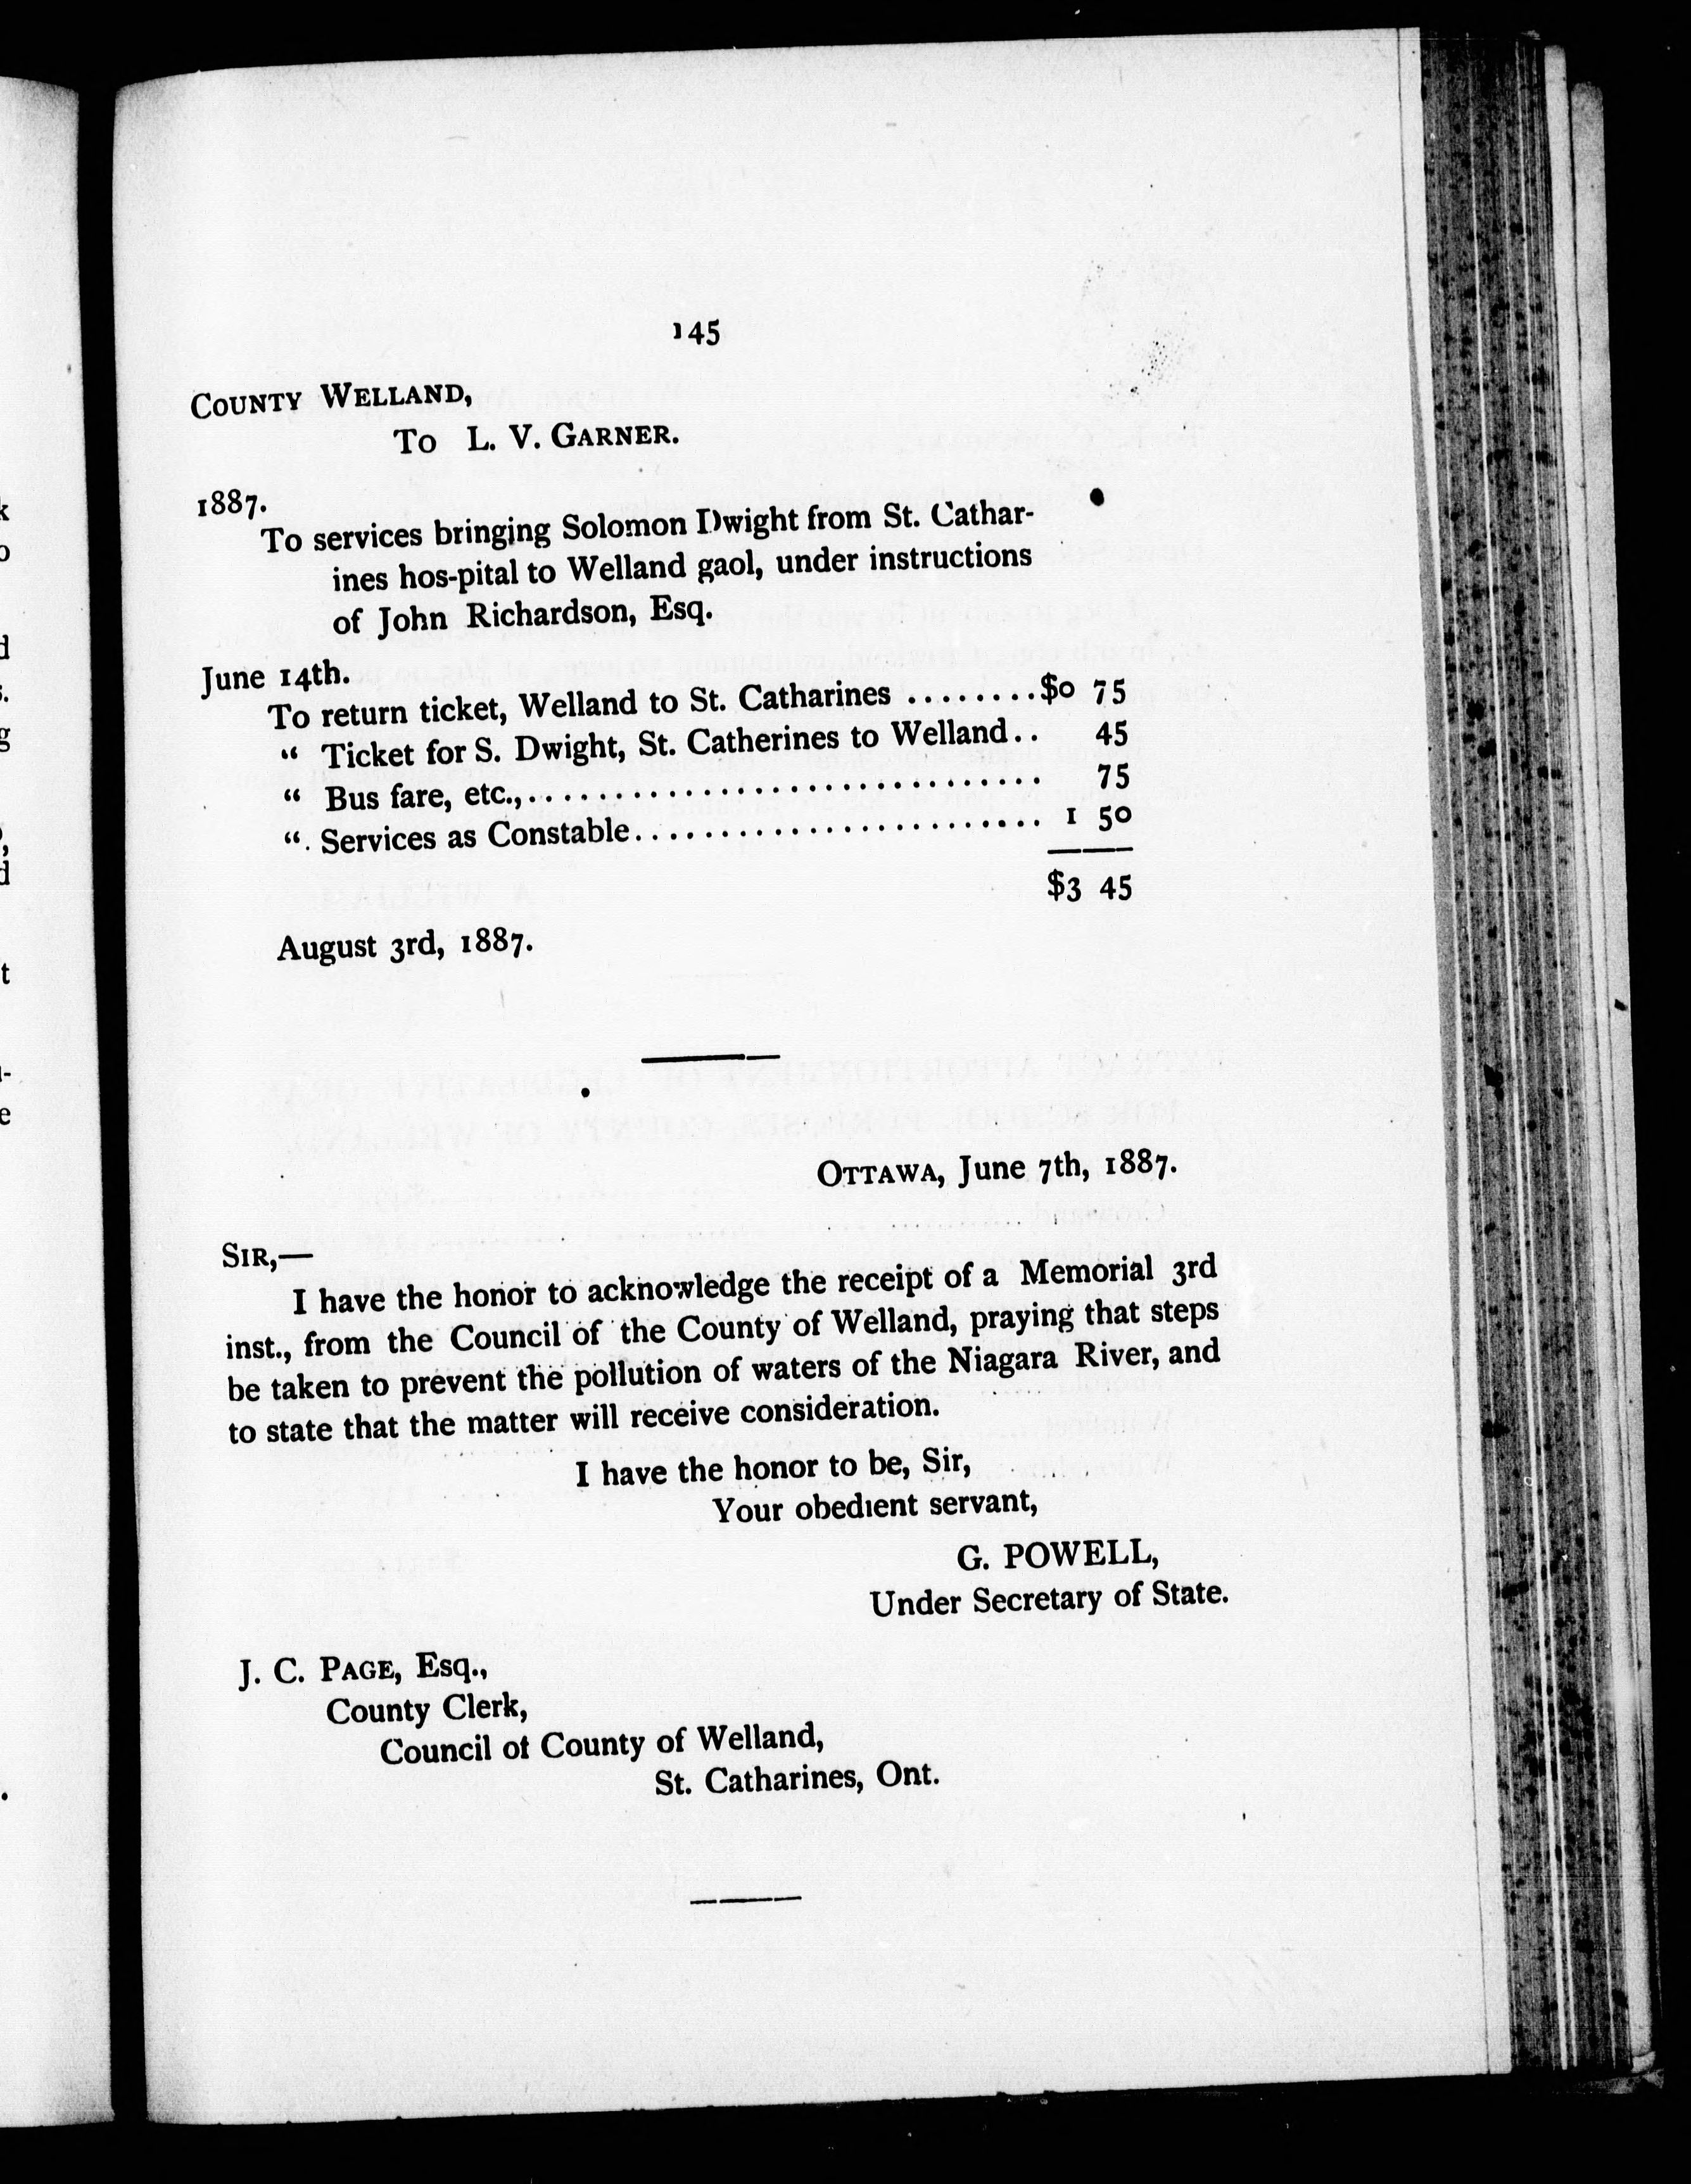 145
COUNTY WELLAND,
To L. V. GARNER.
1887.
To services bringing Solomon Dwight from St. Cathar-
ines hos-pital to Welland gaol, under instructions
of John Richardson, Esq.
June 14th.
To return ticket, Welland to St. Catharines ........$0 75
“ Ticket for S. Dwight, St. Catherines to Welland.. 45
“ Bus fare, etc.,.............................. 75
“. Services as Constable........................ 1 50
$3 45
August 3rd, 1887.
OTTAWA, June 7th, 1887.
SIR,—
I have the honor to acknowledge the receipt of a Memorial 3rd
inst., from the Council of the County of Welland, praying that steps
be taken to prevent the pollution of waters of the Niagara River, and
to state that the matter will receive consideration.
I have the honor to be, Sir,
Your obedient servant,
G. POWELL,
Under Secretary of State.
J. C. PAGE, Esq.,
County Clerk,
Council of County of Welland,
St. Catharines, Ont.